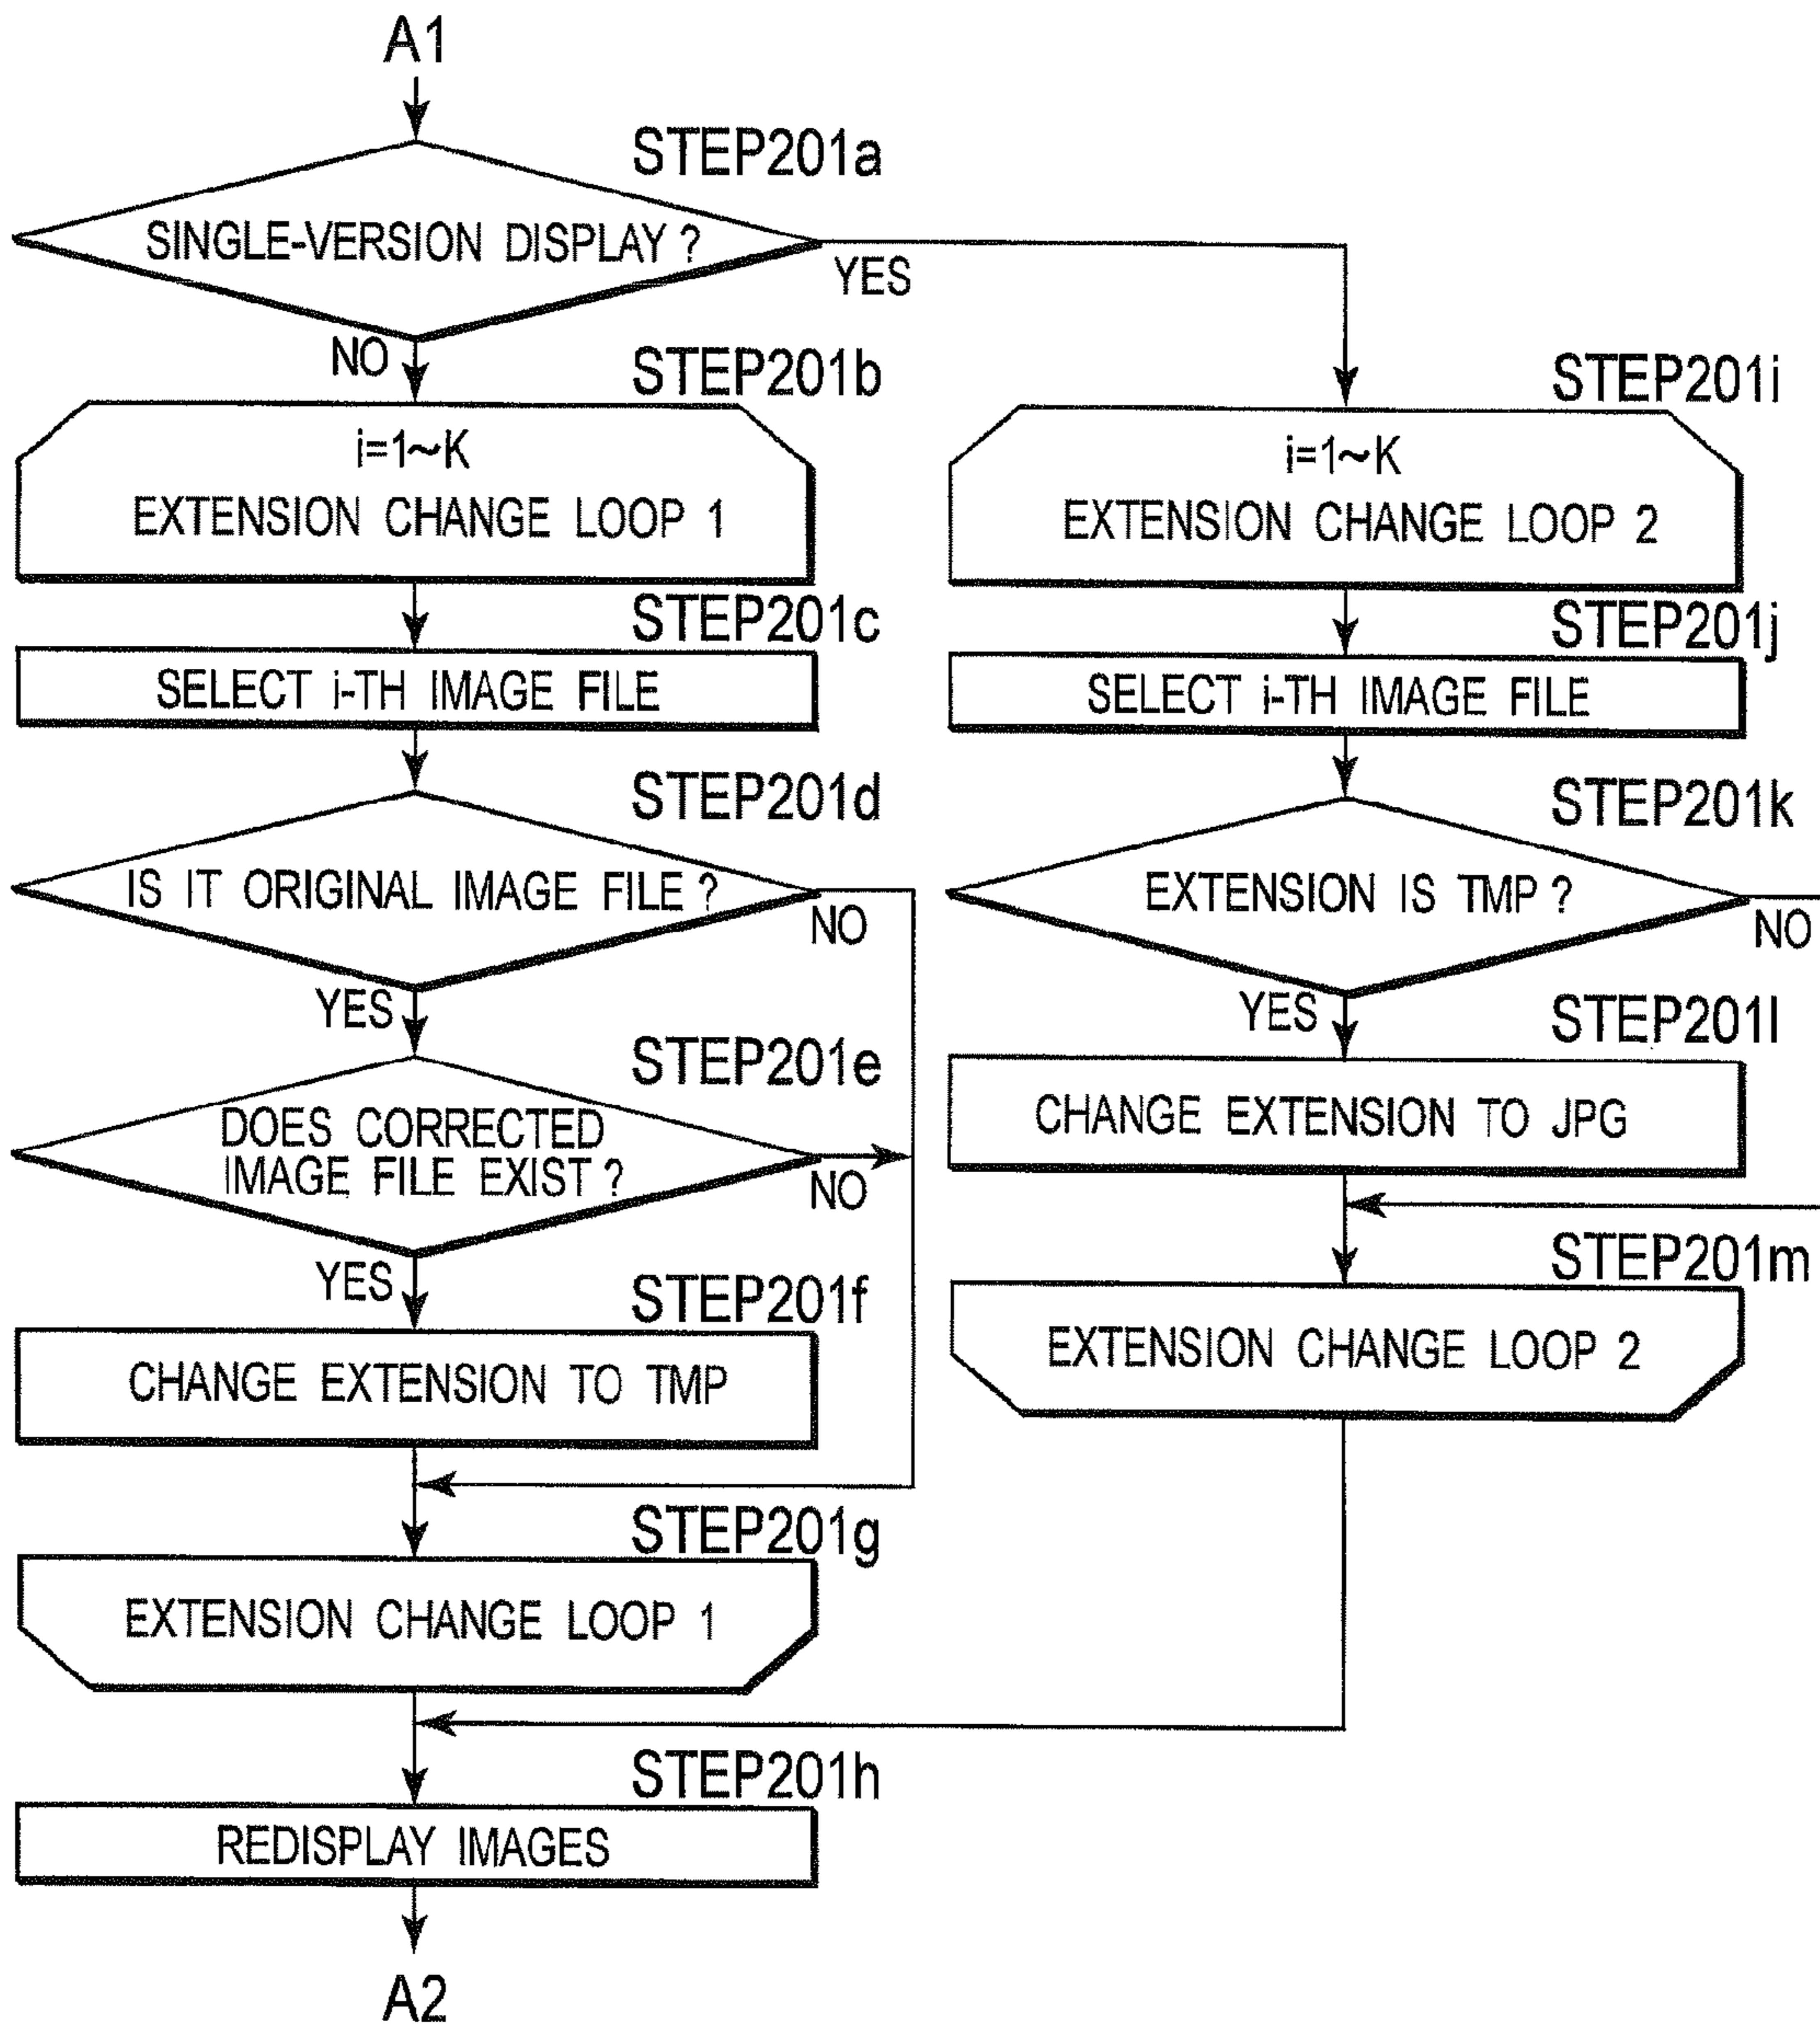 A1
STEP201a
SINGLE-VERSION DISPLAY ?
YES
NO
STEP201b
i=1~K
EXTENSION CHANGE LOOP 1
STEP201c
SELECT i-TH IMAGE FILE
STEP201d
IS IT ORIGINAL IMAGE FILE ?
NO
YES
STEP201e
DOES CORRECTED
IMAGE FILE EXIST ?
NO
YES
STEP201f
CHANGE EXTENSION TO TMP
STEP201g
EXTENSION CHANGE LOOP 1
STEP201h
REDISPLAY IMAGES
A2
STEP201i
i=1~K
EXTENSION CHANGE LOOP 2
STEP201j
SELECT i-TH IMAGE FILE
STEP201k
EXTENSION IS TMP ?
NO
YES
STEP201l
CHANGE EXTENSION TO JPG
STEP201m
EXTENSION CHANGE LOOP 2